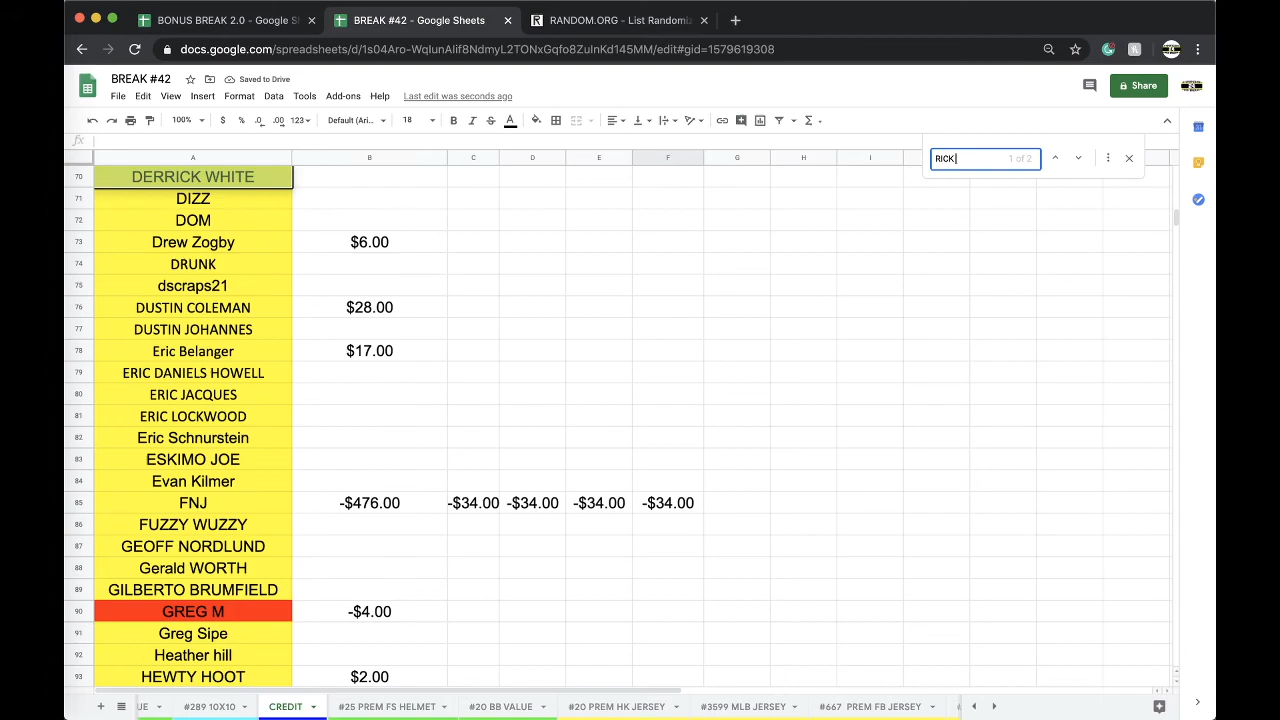 BONUS BREAK 2.0 - Google S
BREAK #42 - Google Sheets
RANDOM.ORG - List Randomi
docs.google.com/spreadsheets/d/1s04Aro-WqlunAlif8NdmyL2TONxGqfo8ZuInKd145MM/edit#gid=1579619308
BREAK #42
Saved to Drive
File Edit View Insert Format Data Tools Add-ons Help Last edit was seconds ago
Share
100% $ % .0 .00 123 Default (Ari... 18 B I S A
fx
RICK 1 of 2
A B C D E F G H I
70 DERRICK WHITE
71 DIZZ
72 DOM
73 Drew Zogby $6.00
74 DRUNK
75 dscraps21
76 DUSTIN COLEMAN $28.00
77 DUSTIN JOHANNES
78 Eric Belanger $17.00
79 ERIC DANIELS HOWELL
80 ERIC JACQUES
81 ERIC LOCKWOOD
82 Eric Schnurstein
83 ESKIMO JOE
84 Evan Kilmer
85 FNJ -$476.00 -$34.00 -$34.00 -$34.00 -$34.00
86 FUZZY WUZZY
87 GEOFF NORDLUND
88 Gerald WORTH
89 GILBERTO BRUMFIELD
90 GREG M -$4.00
91 Greg Sipe
92 Heather hill
93 HEWTY HOOT $2.00
UE #289 10X10 CREDIT #25 PREM FS HELMET #20 BB VALUE #20 PREM HK JERSEY #3599 MLB JERSEY #667 PREM FB JERSEY